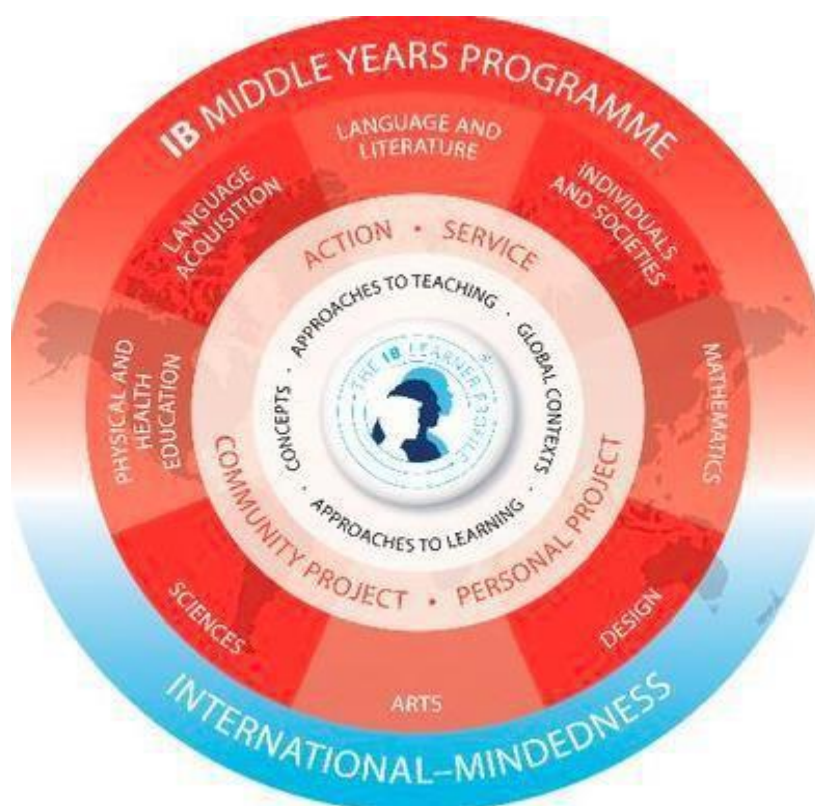 IB MIDDLE YEARS PROGRAMME
LANGUAGE AND
LITERATURE
INDIVIDUALS
AND SOCIETIES
MATHEMATICS
DESIGN
ARTS
SCIENCES
PHYSICAL AND
HEALTH
EDUCATION
LANGUAGE
ACQUISITION
ACTION • SERVICE
PERSONAL PROJECT •
COMMUNITY PROJECT
APPROACHES TO TEACHING •
GLOBAL CONTEXTS •
APPROACHES TO LEARNING •
CONCEPTS •
THE IB LEARNER PROFILE
INTERNATIONAL–MINDEDNESS